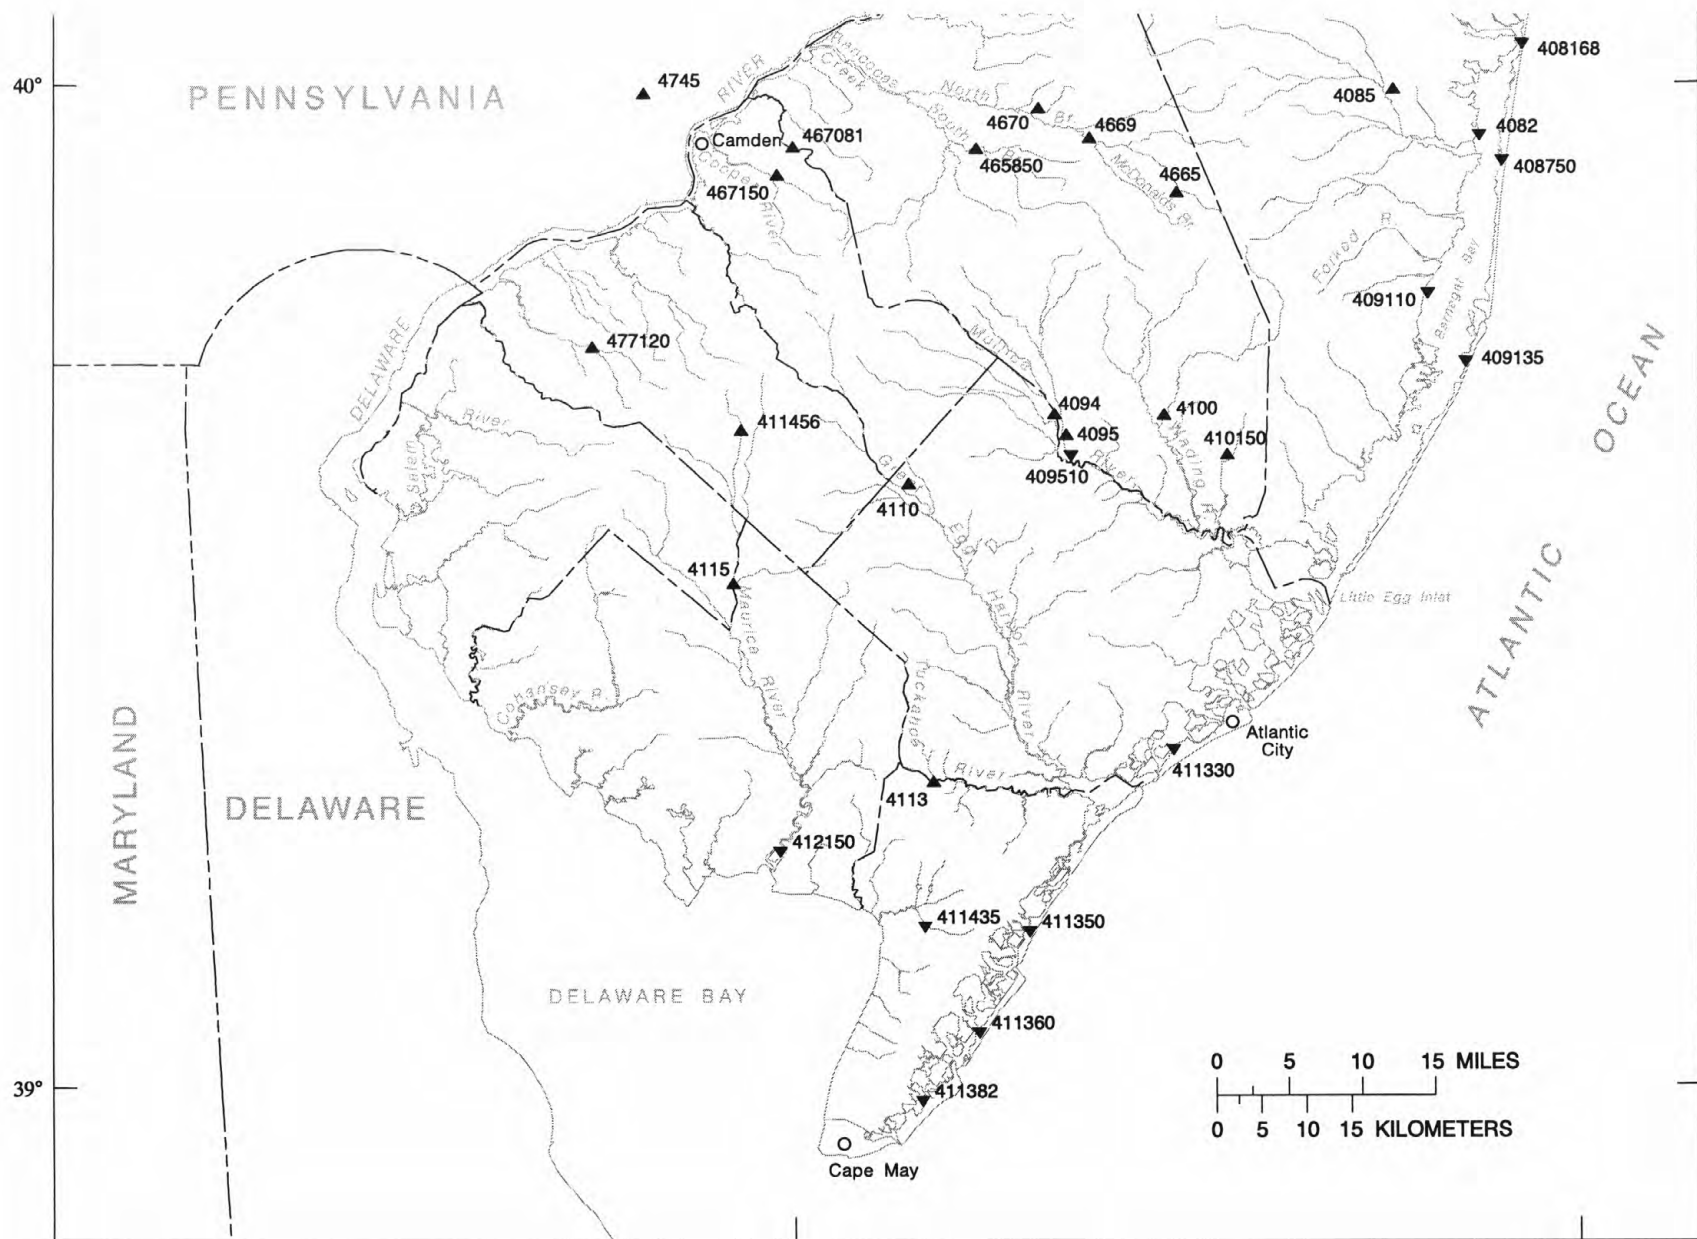 408168
40°
PENNSYLVANIA
4745
RIVER
Rancocas
Creek
North
Br.
4085
4670
4669
4082
Camden
467081
South
Br.
465850
408750
Cooper
River
467150
McDonalds Br.
4665
Forked
R.
Barnegat Bay
409110
DELAWARE
477120
Mullica
River
409135
OCEAN
ATLANTIC
411456
4094
4095
409510
4100
Wading R.
410150
River
Salem
Great
Egg
Harbor
River
4110
4115
Maurice
River
Little Egg Inlet
Cohansey R.
Tuckahoe
River
Atlantic
City
411330
MARYLAND
DELAWARE
4113
412150
411435
411350
DELAWARE BAY
411360
411382
39°
Cape May
0 5 10 15 MILES
0 5 10 15 KILOMETERS